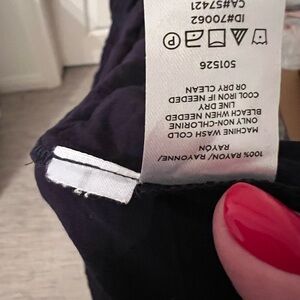 100% RAYON / RAYONNE/
RAYON
MACHINE WASH COLD
ONLY NON-CHLORINE
BLEACH WHEN NEEDED
LINE DRY
COOL IRON IF NEEDED
OR DRY CLEAN
501526
ID#70062
CA#57421